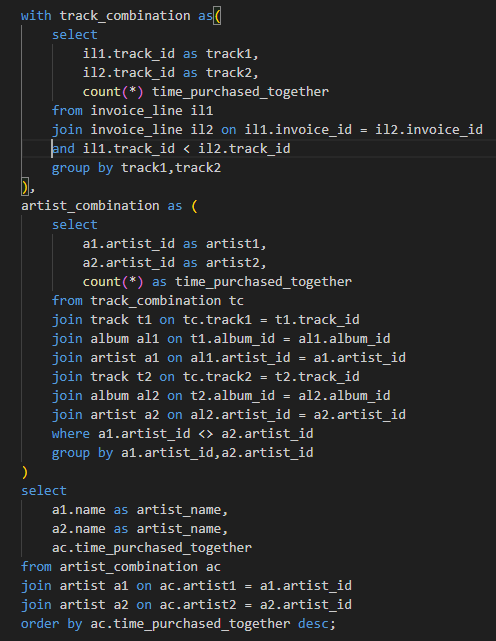 with track_combination as(
    select
        il1.track_id as track1,
        il2.track_id as track2,
        count(*) time_purchased_together
    from invoice_line il1
    join invoice_line il2 on il1.invoice_id = il2.invoice_id
    and il1.track_id < il2.track_id
    group by track1,track2
),
artist_combination as (
    select
        a1.artist_id as artist1,
        a2.artist_id as artist2,
        count(*) as time_purchased_together
    from track_combination tc
    join track t1 on tc.track1 = t1.track_id
    join album al1 on t1.album_id = al1.album_id
    join artist a1 on al1.artist_id = a1.artist_id
    join track t2 on tc.track2 = t2.track_id
    join album al2 on t2.album_id = al2.album_id
    join artist a2 on al2.artist_id = a2.artist_id
    where a1.artist_id <> a2.artist_id
    group by a1.artist_id,a2.artist_id
)
select
    a1.name as artist_name,
    a2.name as artist_name,
    ac.time_purchased_together
from artist_combination ac
join artist a1 on ac.artist1 = a1.artist_id
join artist a2 on ac.artist2 = a2.artist_id
order by ac.time_purchased_together desc;